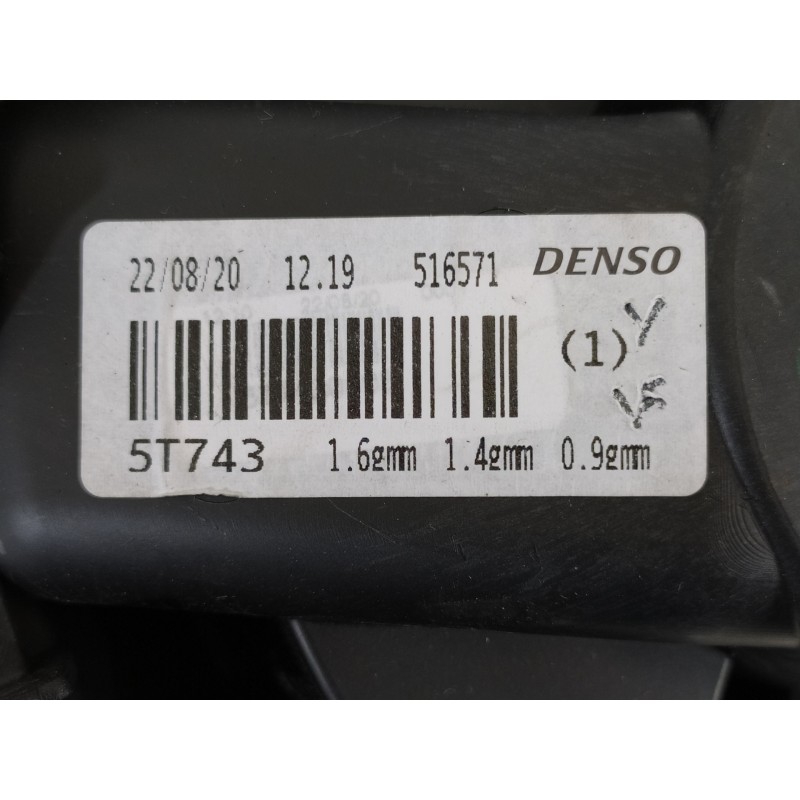 22/08/20 12.19 516571 DENSO
(1)
5T743 1.6gmm 1.4gmm 0.9gmm